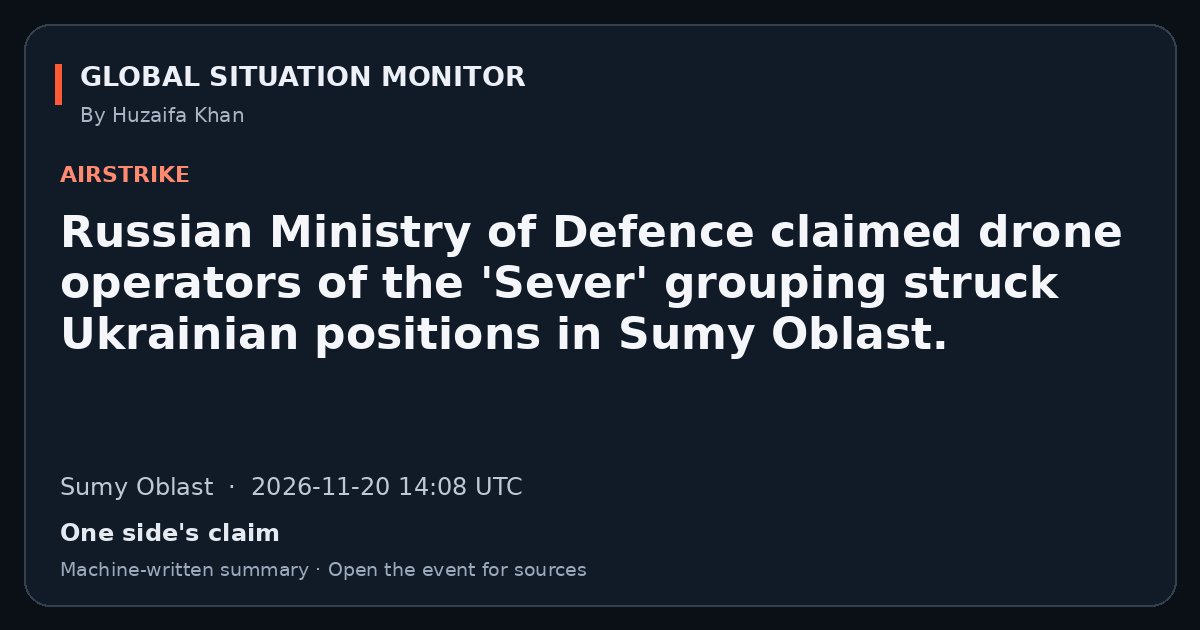 GLOBAL SITUATION MONITOR
By Huzaifa Khan
AIRSTRIKE
Russian Ministry of Defence claimed drone
operators of the 'Sever' grouping struck
Ukrainian positions in Sumy Oblast.
Sumy Oblast · 2026-11-20 14:08 UTC
One side's claim
Machine-written summary · Open the event for sources